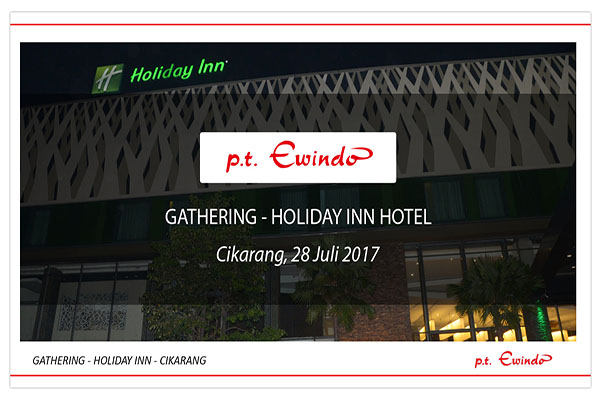 Holiday Inn
p.t. Ewindo
GATHERING - HOLIDAY INN HOTEL
Cikarang, 28 Juli 2017
GATHERING - HOLIDAY INN - CIKARANG
p.t. Ewindo